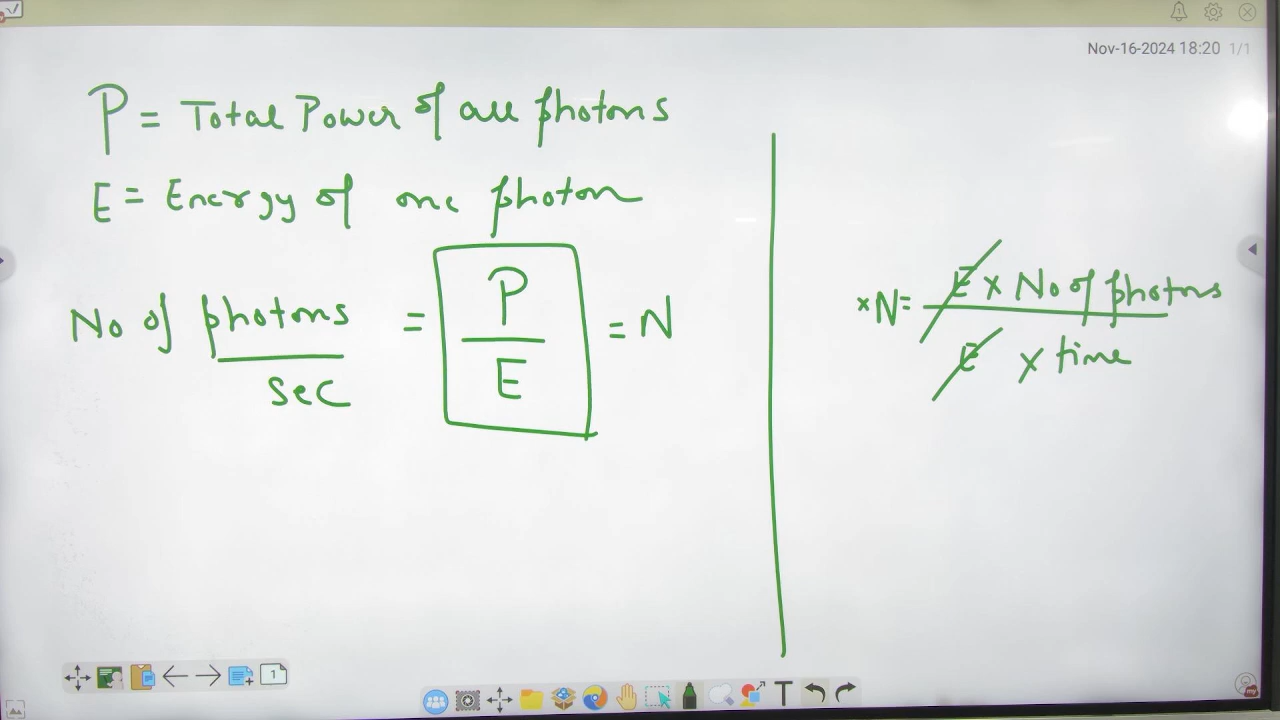 Nov-16-2024 18:20 1/1
P = Total Power of all photons
E = Energy of one photon
No of photons / sec = P / E = N
* N = E × No of photons / E × time
1
T